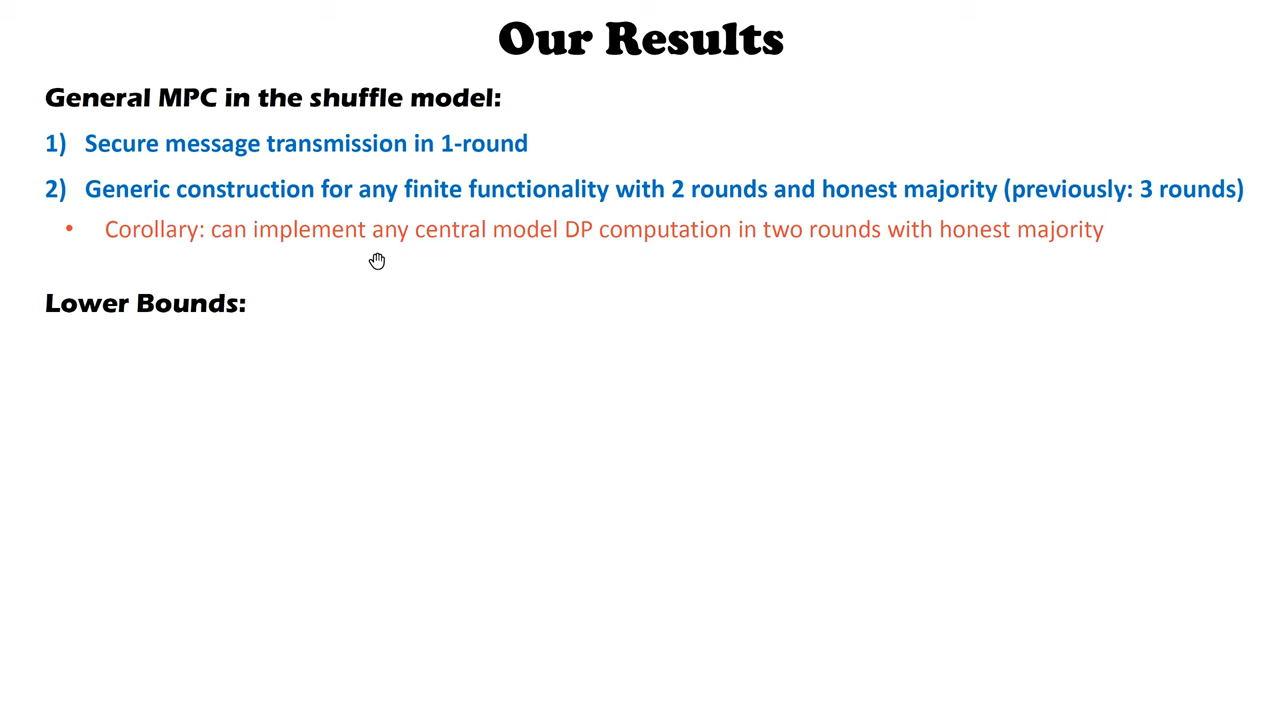 Our Results
General MPC in the shuffle model:
1) Secure message transmission in 1-round
2) Generic construction for any finite functionality with 2 rounds and honest majority (previously: 3 rounds)
• Corollary: can implement any central model DP computation in two rounds with honest majority
Lower Bounds: